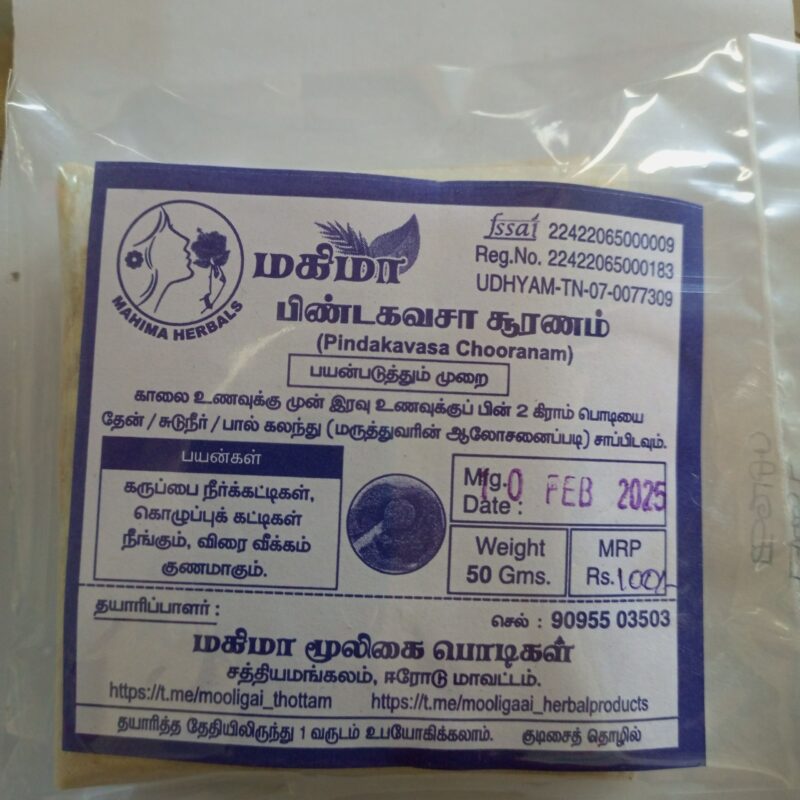 fssai 22422065000009
Reg.No. 22422065000183
UDHYAM-TN-07-0077309
MAHIMA HERBALS
மகிமா
பிண்டகவசா சூரணம்
(Pindakavasa Chooranam)
பயன்படுத்தும் முறை
காலை உணவுக்கு முன் இரவு உணவுக்குப் பின் 2 கிராம் பொடியை
தேன் / சுடுநீர் / பால் கலந்து (மருத்துவரின் ஆலோசனைப்படி) சாப்பிடவும்.
பயன்கள்
கருப்பை நீர்க்கட்டிகள்,
கொழுப்புக் கட்டிகள்
நீங்கும், விரை வீக்கம்
குணமாகும்.
Mfg. Date : 10 FEB 2025
Weight
50 Gms.
MRP
Rs. 100/-
தயாரிப்பாளர் :
செல் : 90955 03503
மகிமா மூலிகை பொடிகள்
சத்தியமங்கலம், ஈரோடு மாவட்டம்.
https://t.me/mooligai_thottam https://t.me/mooligaai_herbalproducts
தயாரித்த தேதியிலிருந்து 1 வருடம் உபயோகிக்கலாம். குடிசைத் தொழில்